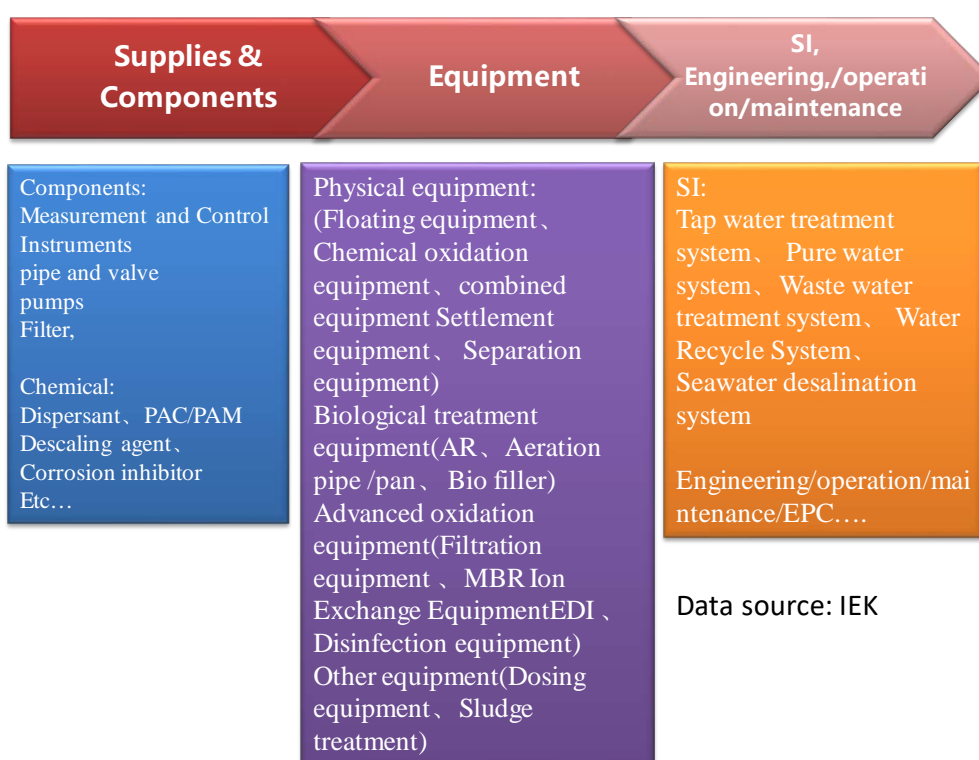 Supplies &
Components
Equipment
SI,
Engineering,/operati
on/maintenance
Components:
Measurement and Control
Instruments
pipe and valve
pumps
Filter,
Chemical:
Dispersant、PAC/PAM
Descaling agent、
Corrosion inhibitor
Etc…
Physical equipment:
(Floating equipment、
Chemical oxidation
equipment、combined
equipment Settlement
equipment、 Separation
equipment)
Biological treatment
equipment(AR、Aeration
pipe /pan、 Bio filler)
Advanced oxidation
equipment(Filtration
equipment 、MBR Ion
Exchange EquipmentEDI 、
Disinfection equipment)
Other equipment(Dosing
equipment、Sludge
treatment)
SI:
Tap water treatment
system、 Pure water
system、 Waste water
treatment system、 Water
Recycle System、
Seawater desalination
system
Engineering/operation/mai
ntenance/EPC….
Data source: IEK